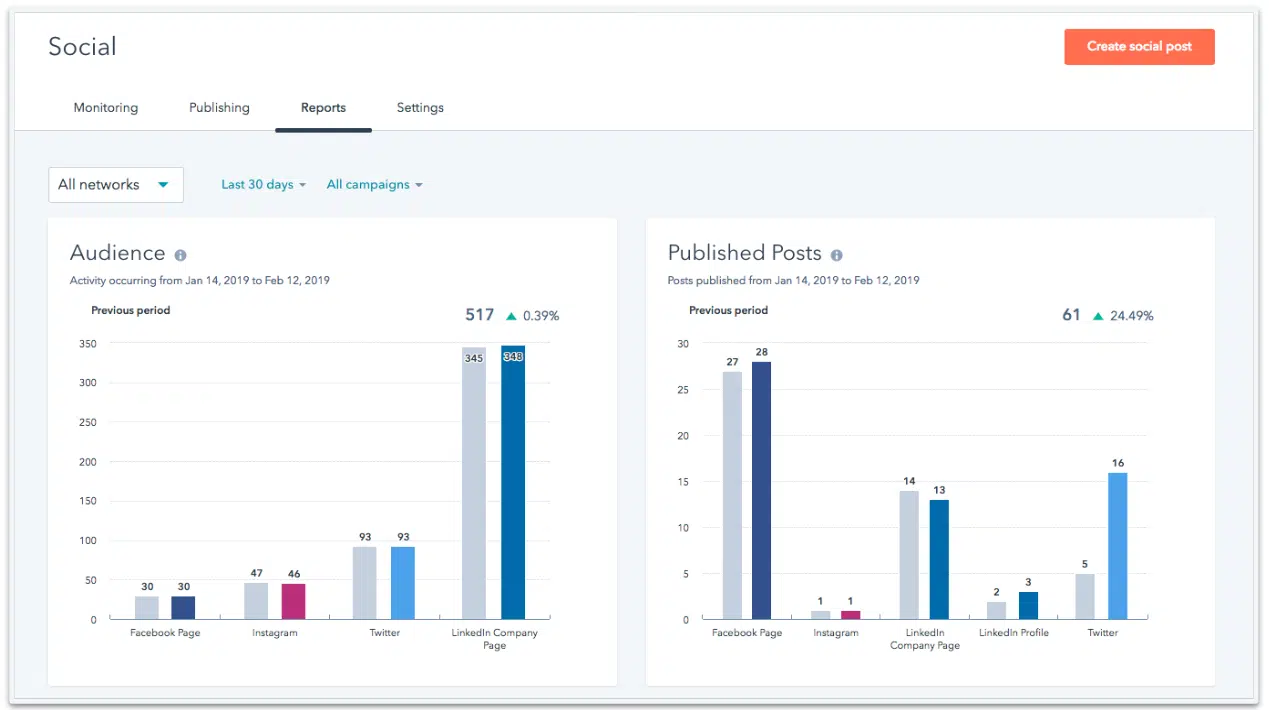 Social
Create social post
Monitoring Publishing Reports Settings
All networks Last 30 days All campaigns
Audience
Activity occurring from Jan 14, 2019 to Feb 12, 2019
Previous period
517 0.39%
350
300
250
200
150
100
50
0
30 30
47 46
93 93
345 348
Facebook Page
Instagram
Twitter
LinkedIn Company
Page
Published Posts
Posts published from Jan 14, 2019 to Feb 12, 2019
Previous period
61 24.49%
30
25
20
15
10
5
0
27 28
1 1
14 13
2 3
5 16
Facebook Page
Instagram
LinkedIn
Company Page
LinkedIn Profile
Twitter